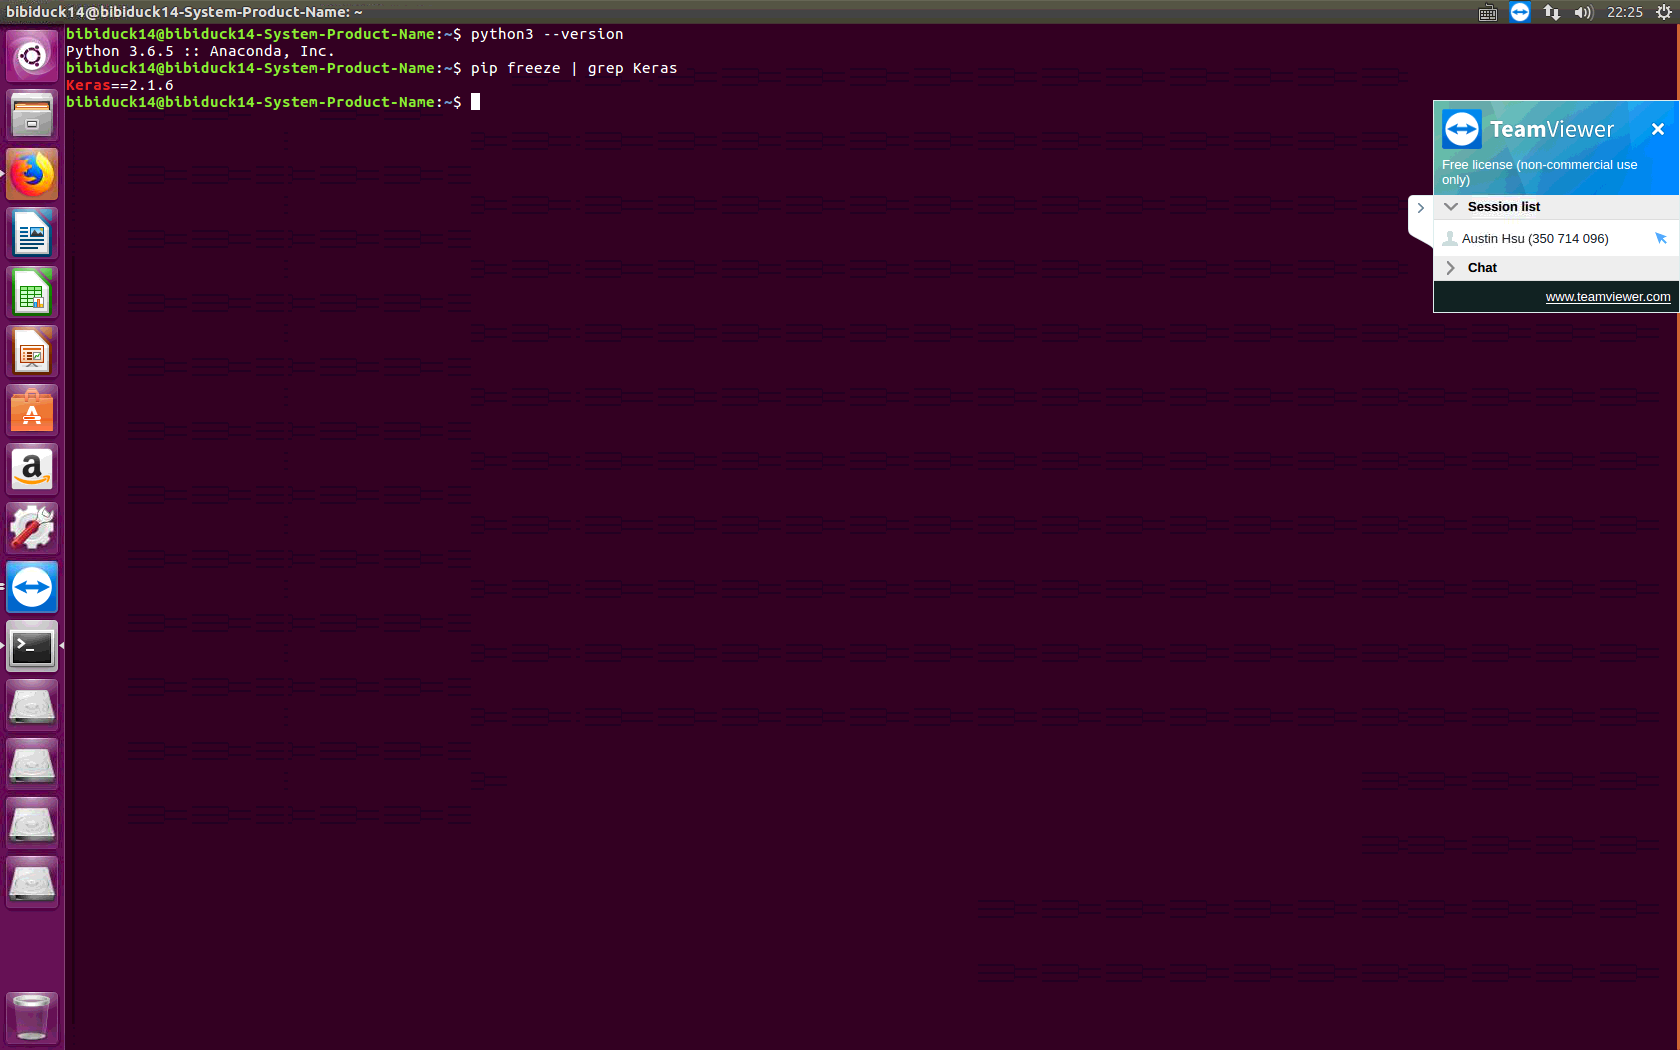 bibiduck14@bibiduck14-System-Product-Name: ~
22:25
bibiduck14@bibiduck14-System-Product-Name:~$ python3 --version
Python 3.6.5 :: Anaconda, Inc.
bibiduck14@bibiduck14-System-Product-Name:~$ pip freeze | grep Keras
Keras==2.1.6
bibiduck14@bibiduck14-System-Product-Name:~$
TeamViewer
Free license (non-commercial use
only)
Session list
Austin Hsu (350 714 096)
Chat
www.teamviewer.com